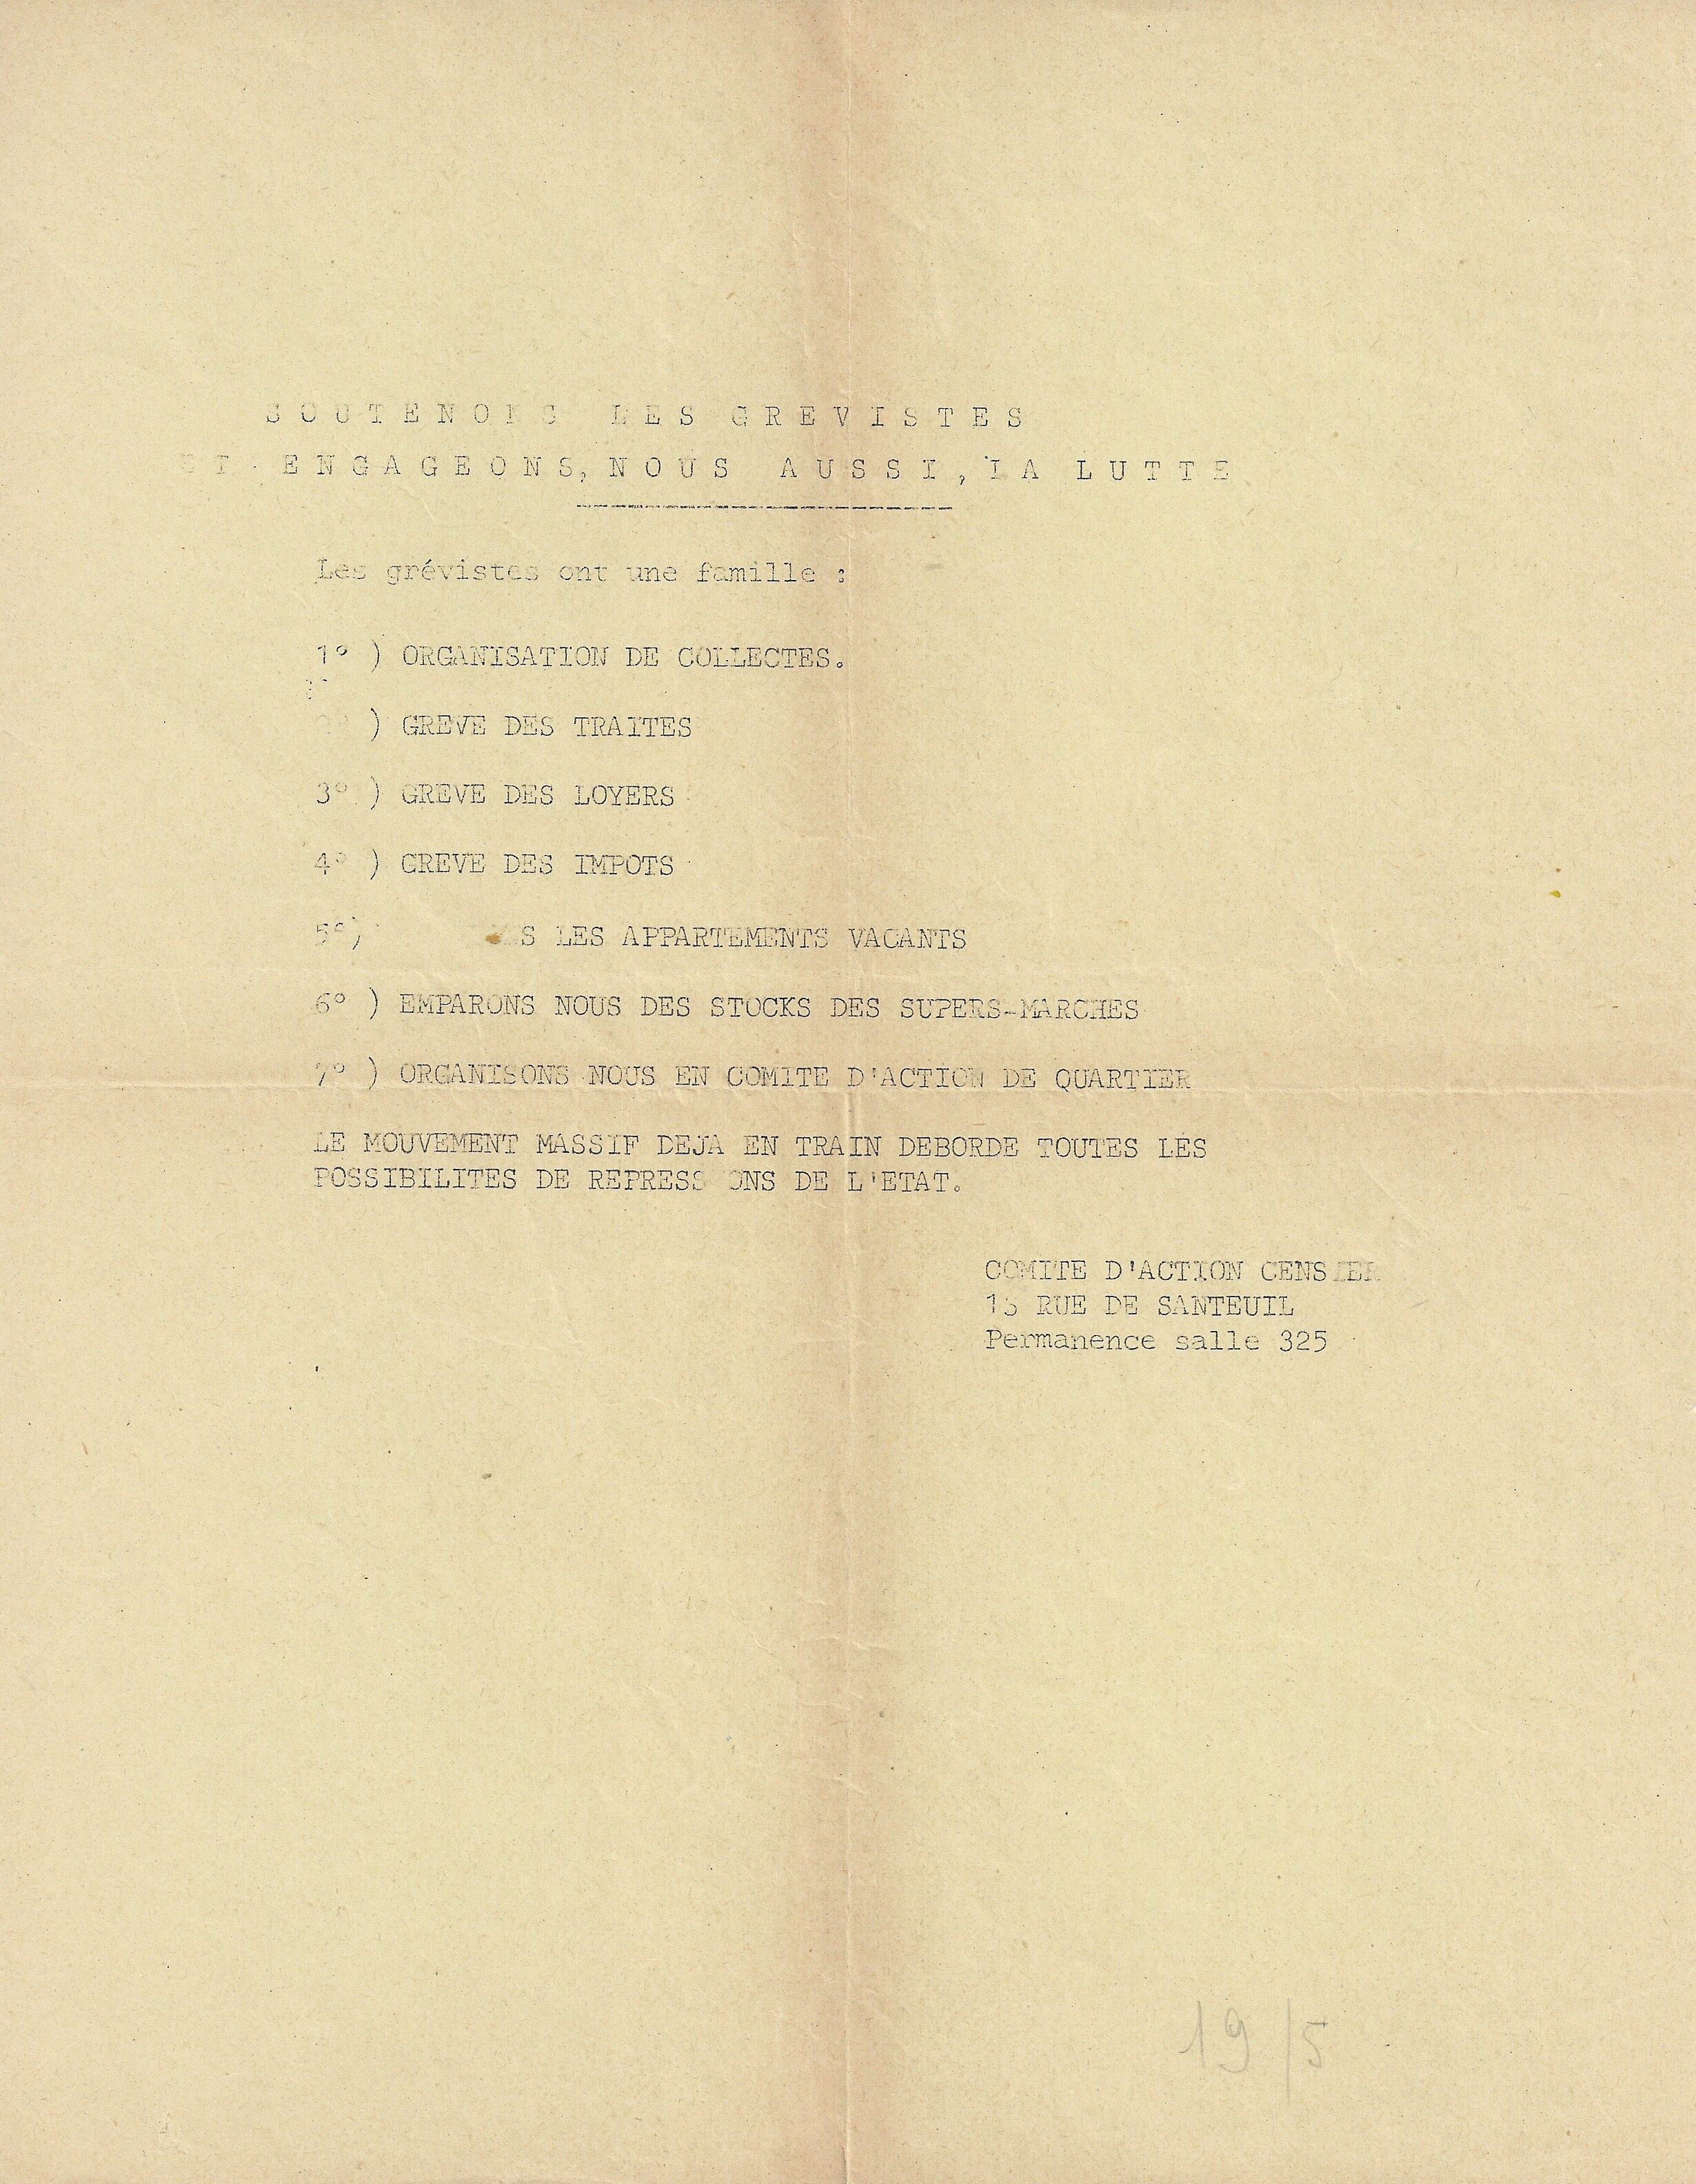 SOUTENONS LES GREVISTES
ET ENGAGEONS, NOUS AUSSI, LA LUTTE
Les grévistes ont une famille :
1° ) ORGANISATION DE COLLECTES.
) GREVE DES TRAITES
3° ) GREVE DES LOYERS
4° ) GREVE DES IMPOTS
5°) LES APPARTEMENTS VACANTS
6° ) EMPARONS NOUS DES STOCKS DES SUPERS-MARCHES
7° ) ORGANISONS NOUS EN COMITE D'ACTION DE QUARTIER
LE MOUVEMENT MASSIF DEJA EN TRAIN DEBORDE TOUTES LES
POSSIBILITES DE REPRESSIONS DE L'ETAT.
COMITE D'ACTION CENSIER
RUE DE SANTEUIL
Permanence salle 325
19/5